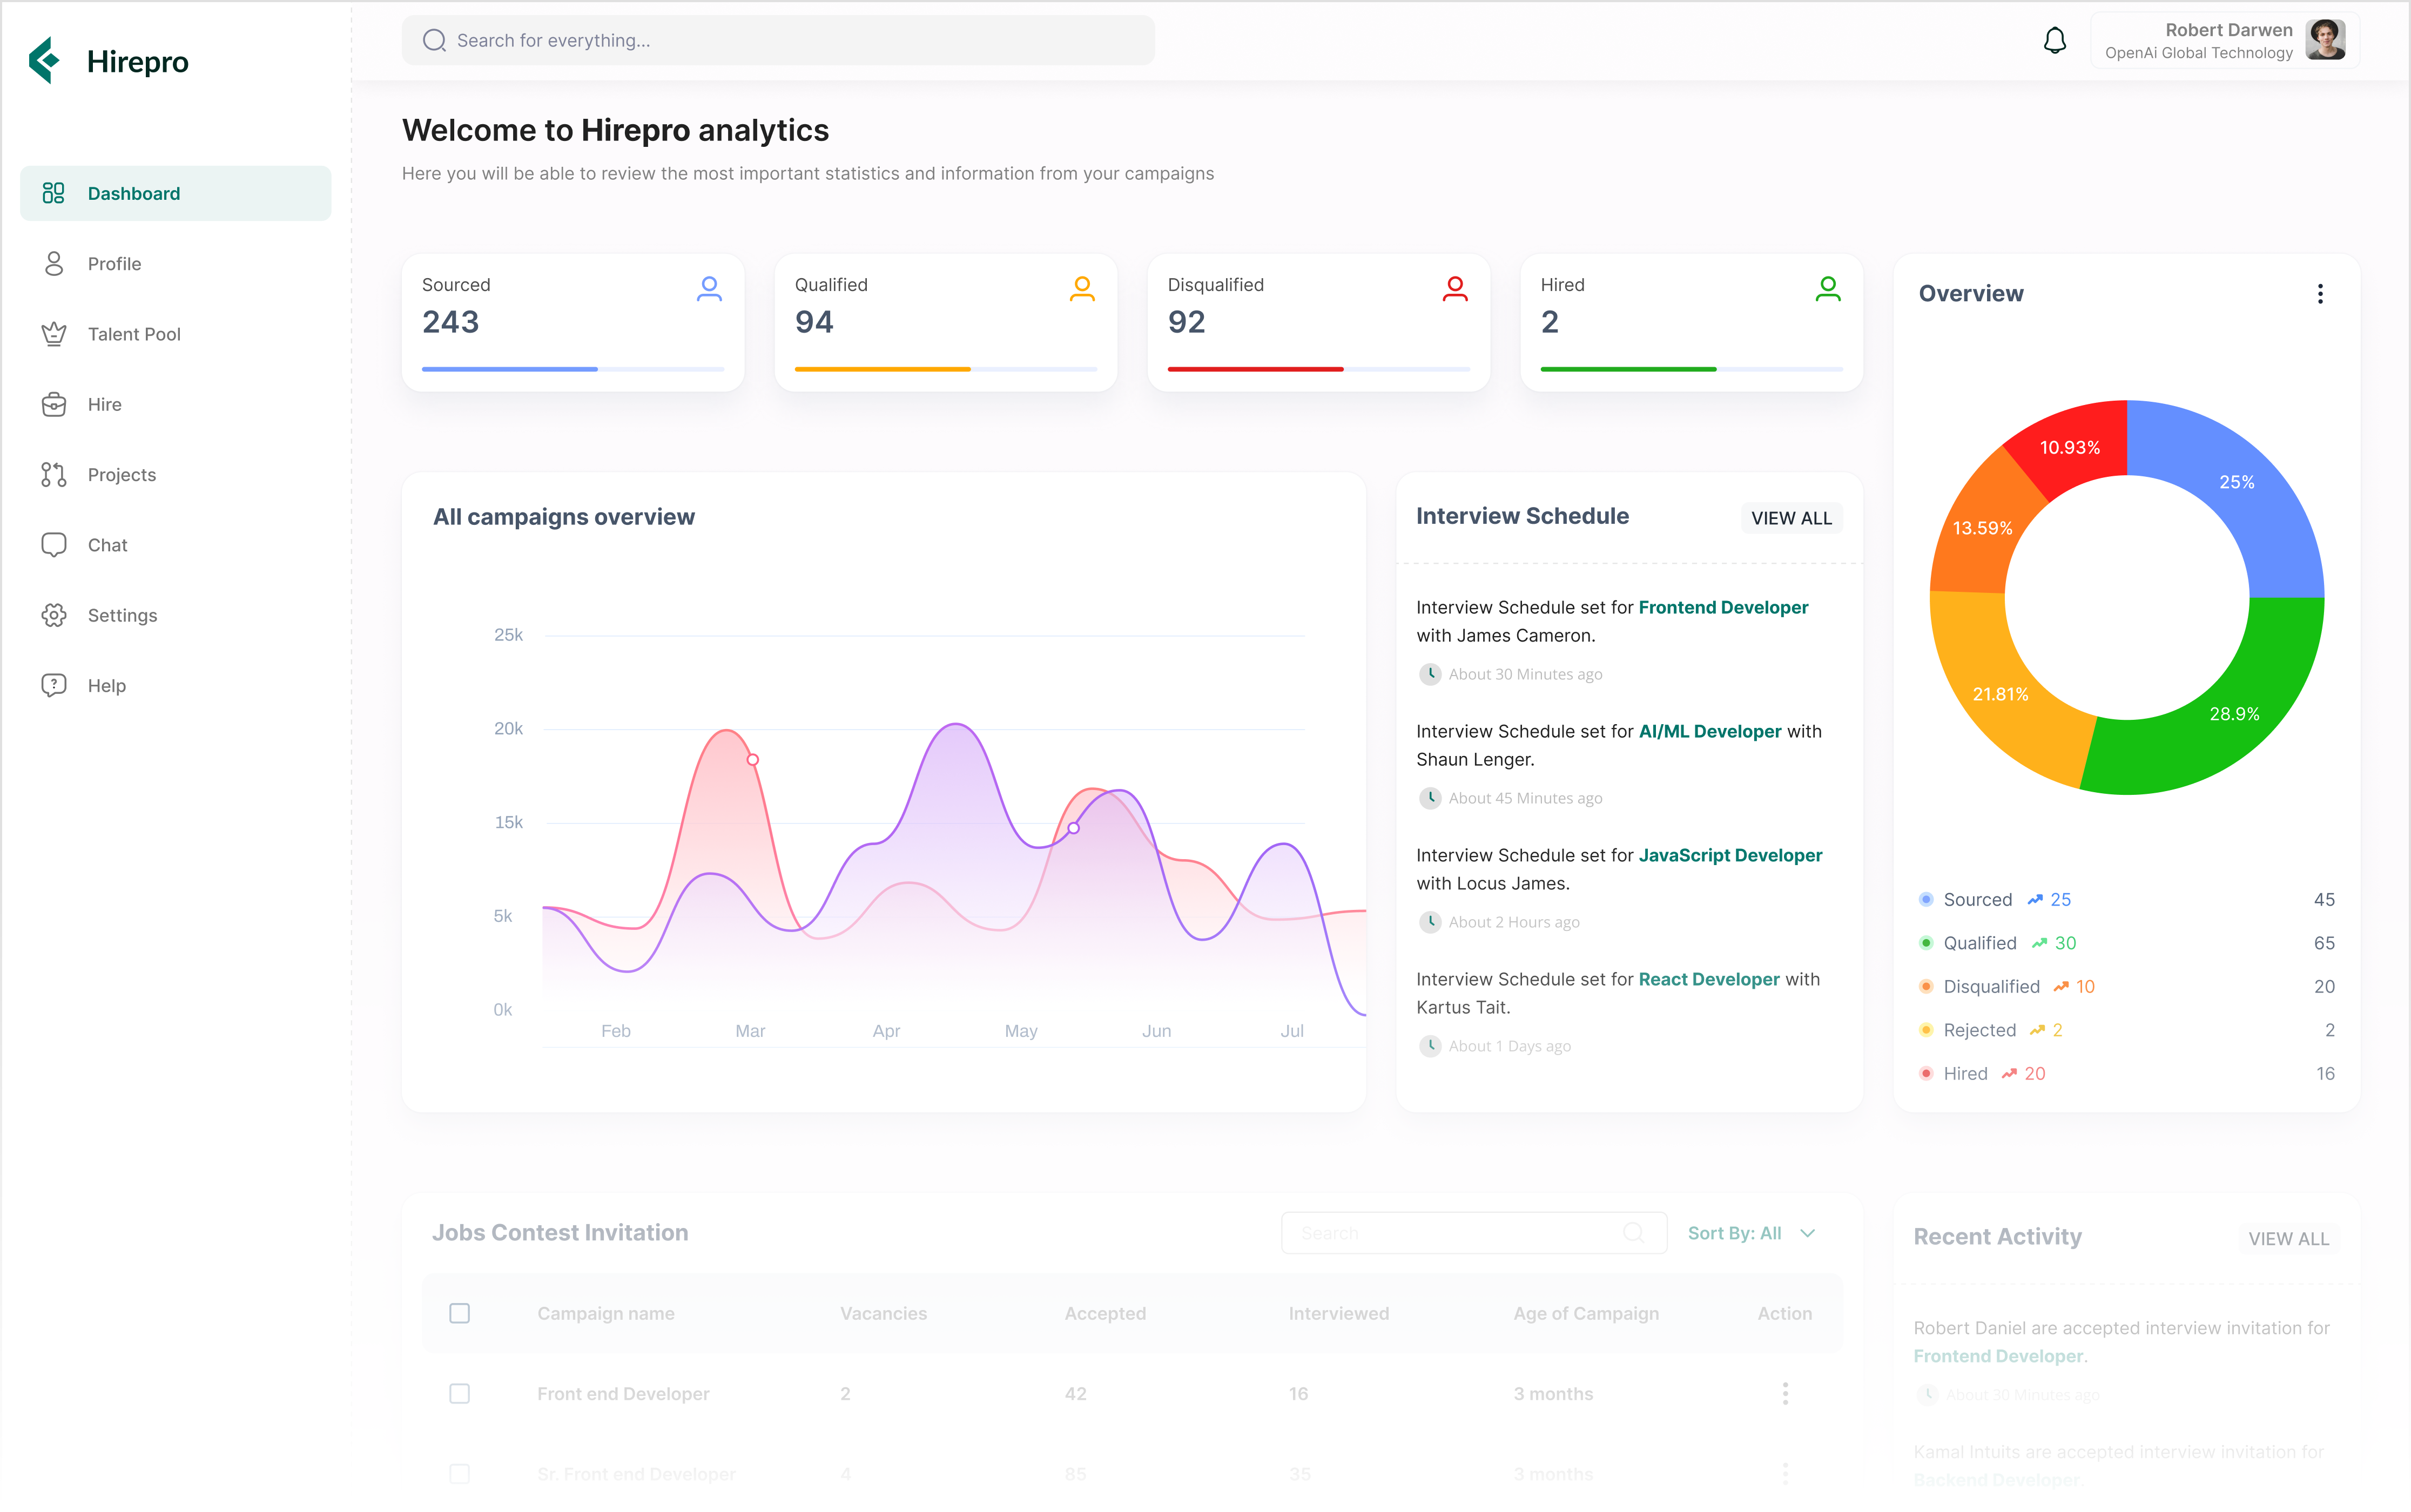 Hirepro
Search for everything...
Robert Darwen
OpenAi Global Technology
Dashboard
Profile
Talent Pool
Hire
Projects
Chat
Settings
Help
Welcome to Hirepro analytics
Here you will be able to review the most important statistics and information from your campaigns
Sourced
243
Qualified
94
Disqualified
92
Hired
2
All campaigns overview
25k
20k
15k
5k
0k
Feb
Mar
Apr
May
Jun
Jul
Interview Schedule
VIEW ALL
Interview Schedule set for Frontend Developer
with James Cameron.
About 30 Minutes ago
Interview Schedule set for AI/ML Developer with
Shaun Lenger.
About 45 Minutes ago
Interview Schedule set for JavaScript Developer
with Locus James.
About 2 Hours ago
Interview Schedule set for React Developer with
Kartus Tait.
About 1 Days ago
Overview
10.93%
25%
13.59%
21.81%
28.9%
Sourced 25 45
Qualified 30 65
Disqualified 10 20
Rejected 2 2
Hired 20 16
Jobs Contest Invitation
Search
Sort By: All
Campaign name Vacancies Accepted Interviewed Age of Campaign Action
Front end Developer 2 42 16 3 months
Sr. Front end Developer 4 85 35 3 months
Recent Activity
VIEW ALL
Robert Daniel are accepted interview invitation for
Frontend Developer.
About 30 Minutes ago
Kamal Intuits are accepted interview invitation for
Backend Developer